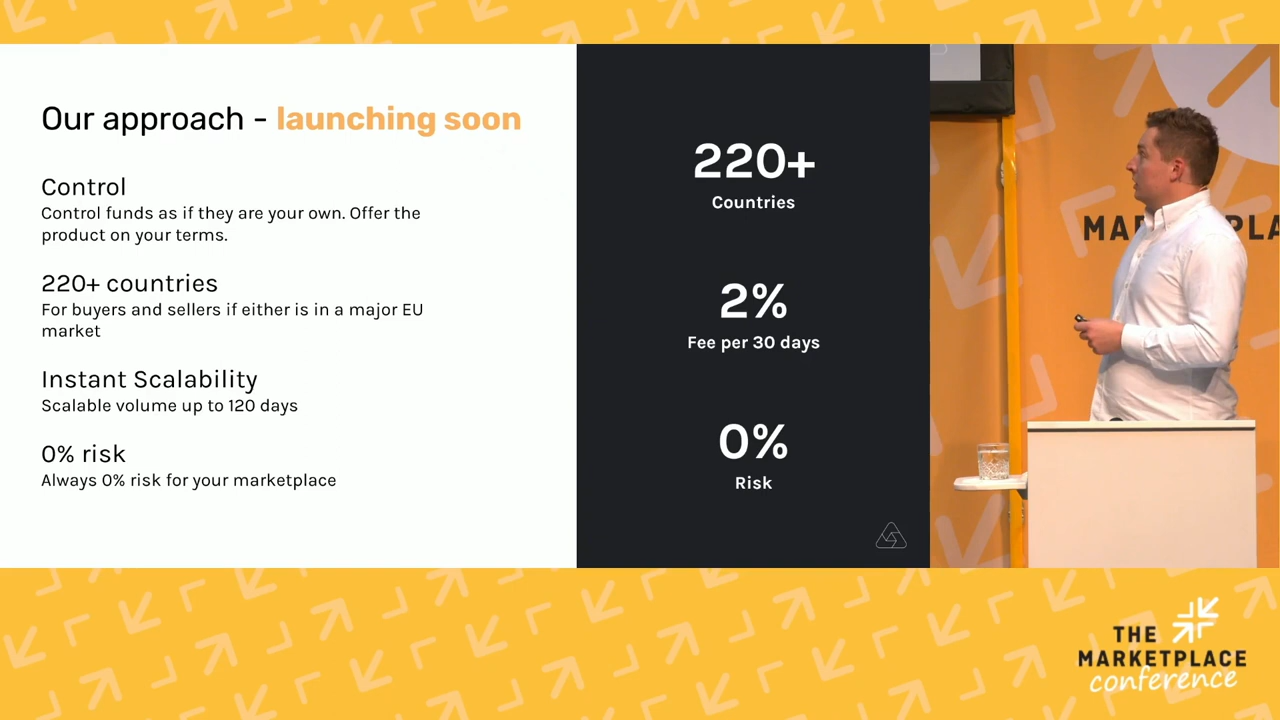 Our approach - launching soon
Control
Control funds as if they are your own. Offer the
product on your terms.
220+ countries
For buyers and sellers if either is in a major EU
market
Instant Scalability
Scalable volume up to 120 days
0% risk
Always 0% risk for your marketplace
220+
Countries
2%
Fee per 30 days
0%
Risk
MA
PLA
THE
MARKETPLACE
conference